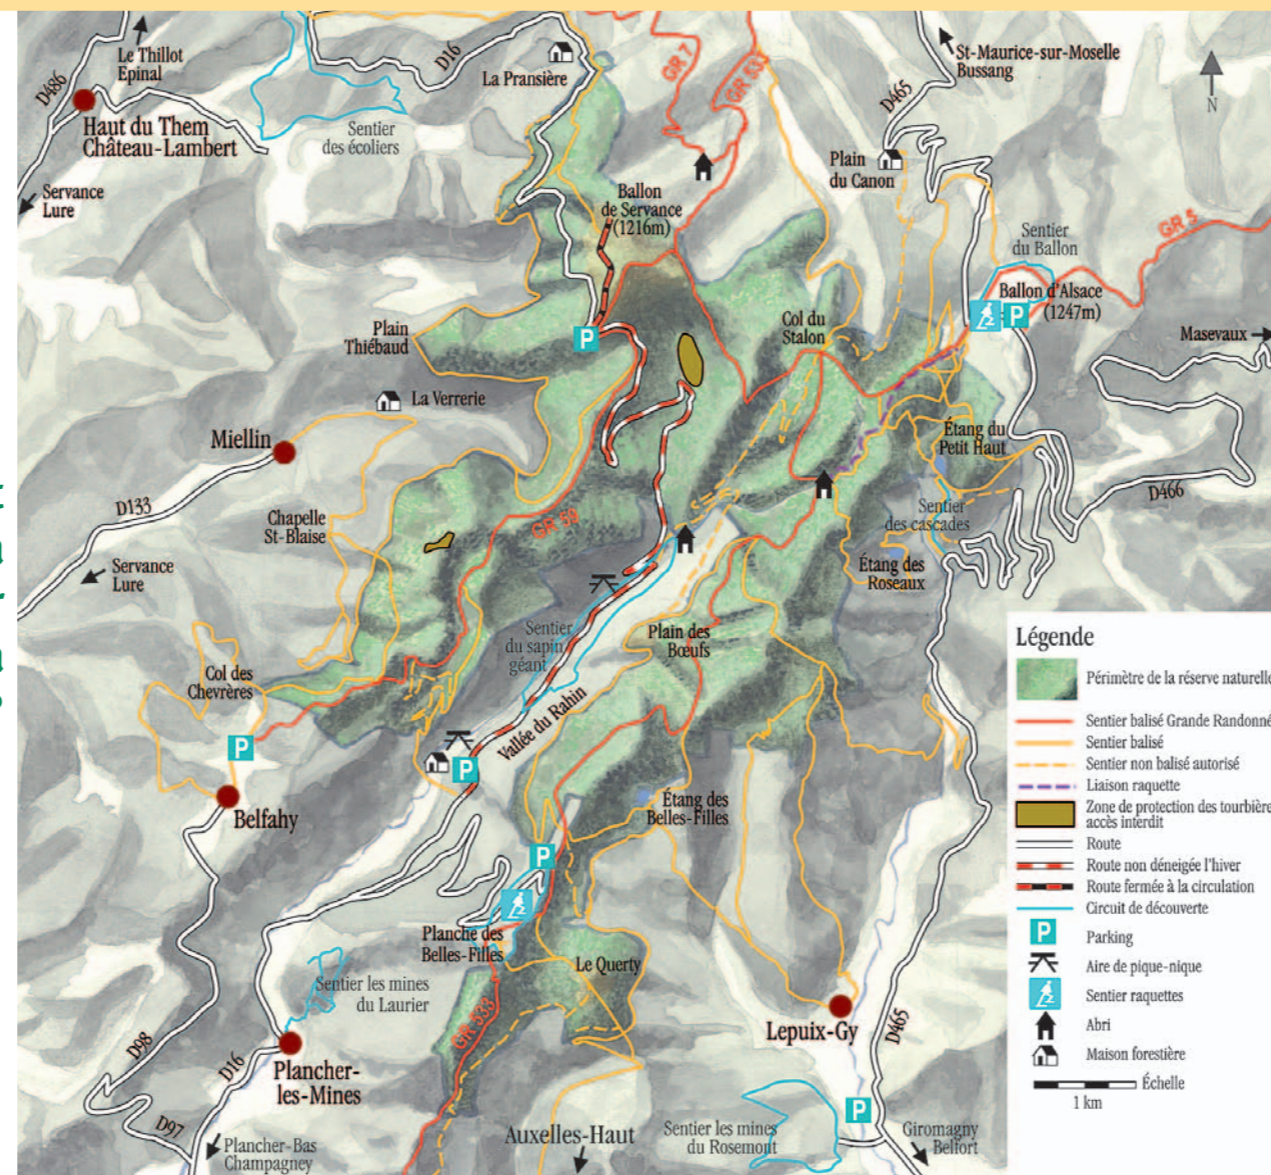 Le Thillot
Epinal
D486
D16
La Pransière
GR 7
GR 533
St-Maurice-sur-Moselle
Bussang
D465
N
Haut du Them
Château-Lambert
Sentier
des écoliers
Servance
Lure
Plain
du Canon
Ballon
de Servance
(1216m)
Sentier
du Ballon
GR 5
Ballon d'Alsace
(1247m)
Plain
Thiébaud
Col du
Stalon
Masevaux
La Verrerie
Miellin
Étang du
Petit Haut
D133
D466
Chapelle
St-Blaise
GR 59
Sentier
des cascades
Servance
Lure
Étang des
Roseaux
Sentier
du sapin
géant
Plain des
Bœufs
Col des
Chevrères
Vallée du Rahin
P
Belfahy
Étang des
Belles-Filles
Planche des
Belles-Filles
Le Querty
Sentier les mines
du Laurier
GR 533
Lepuix-Gy
D465
D98
D16
Plancher-
les-Mines
D97
Plancher-Bas
Champagney
Auxelles-Haut
Sentier les mines
du Rosemont
Giromagny
Belfort
Légende
Périmètre de la réserve naturelle
Sentier balisé Grande Randonné
Sentier balisé
Sentier non balisé autorisé
Liaison raquette
Zone de protection des tourbière
accès interdit
Route
Route non déneigée l'hiver
Route fermée à la circulation
Circuit de découverte
P Parking
Aire de pique-nique
Sentier raquettes
Abri
Maison forestière
Échelle
1 km